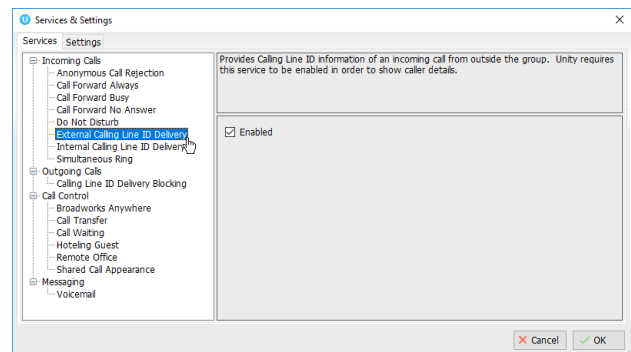 Services & Settings
Services Settings
Incoming Calls
Anonymous Call Rejection
Call Forward Always
Call Forward Busy
Call Forward No Answer
Do Not Disturb
External Calling Line ID Delivery
Internal Calling Line ID Delivery
Simultaneous Ring
Outgoing Calls
Calling Line ID Delivery Blocking
Call Control
Broadworks Anywhere
Call Transfer
Call Waiting
Hoteling Guest
Remote Office
Shared Call Appearance
Messaging
Voicemail
Provides Calling Line ID information of an incoming call from outside the group. Unity requires
this service to be enabled in order to show caller details.
Enabled
Cancel OK